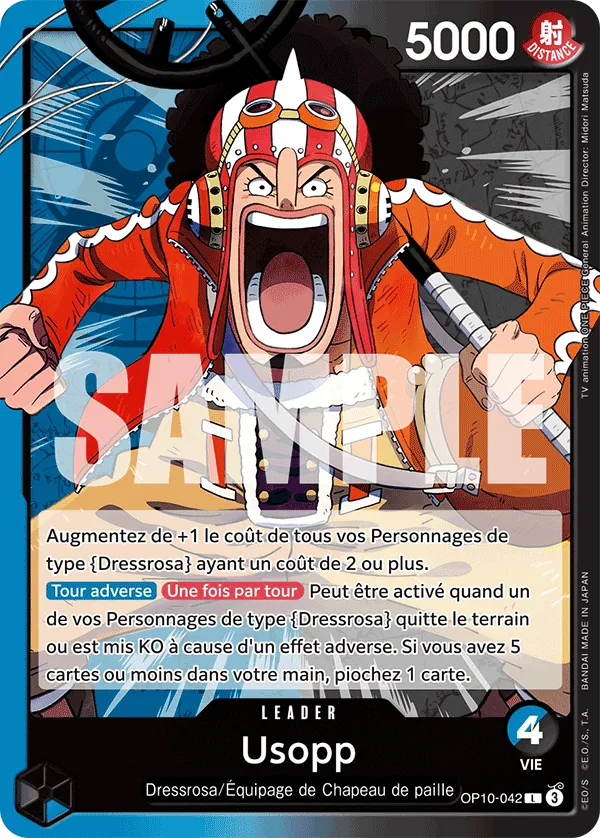 5000
射
DISTANCE
TV animation ONE PIECE General Animation Director: Midori Matsuda
SAMPLE
Augmentez de +1 le coût de tous vos Personnages de
type {Dressrosa} ayant un coût de 2 ou plus.
Tour adverse Une fois par tour Peut être activé quand un
de vos Personnages de type {Dressrosa} quitte le terrain
ou est mis KO à cause d'un effet adverse. Si vous avez 5
cartes ou moins dans votre main, piochez 1 carte.
BANDAI MADE IN JAPAN
©E.O./S., T.A.
©E.O/S
LEADER
4
VIE
Usopp
Dressrosa/Équipage de Chapeau de paille
OP10-042 L 3